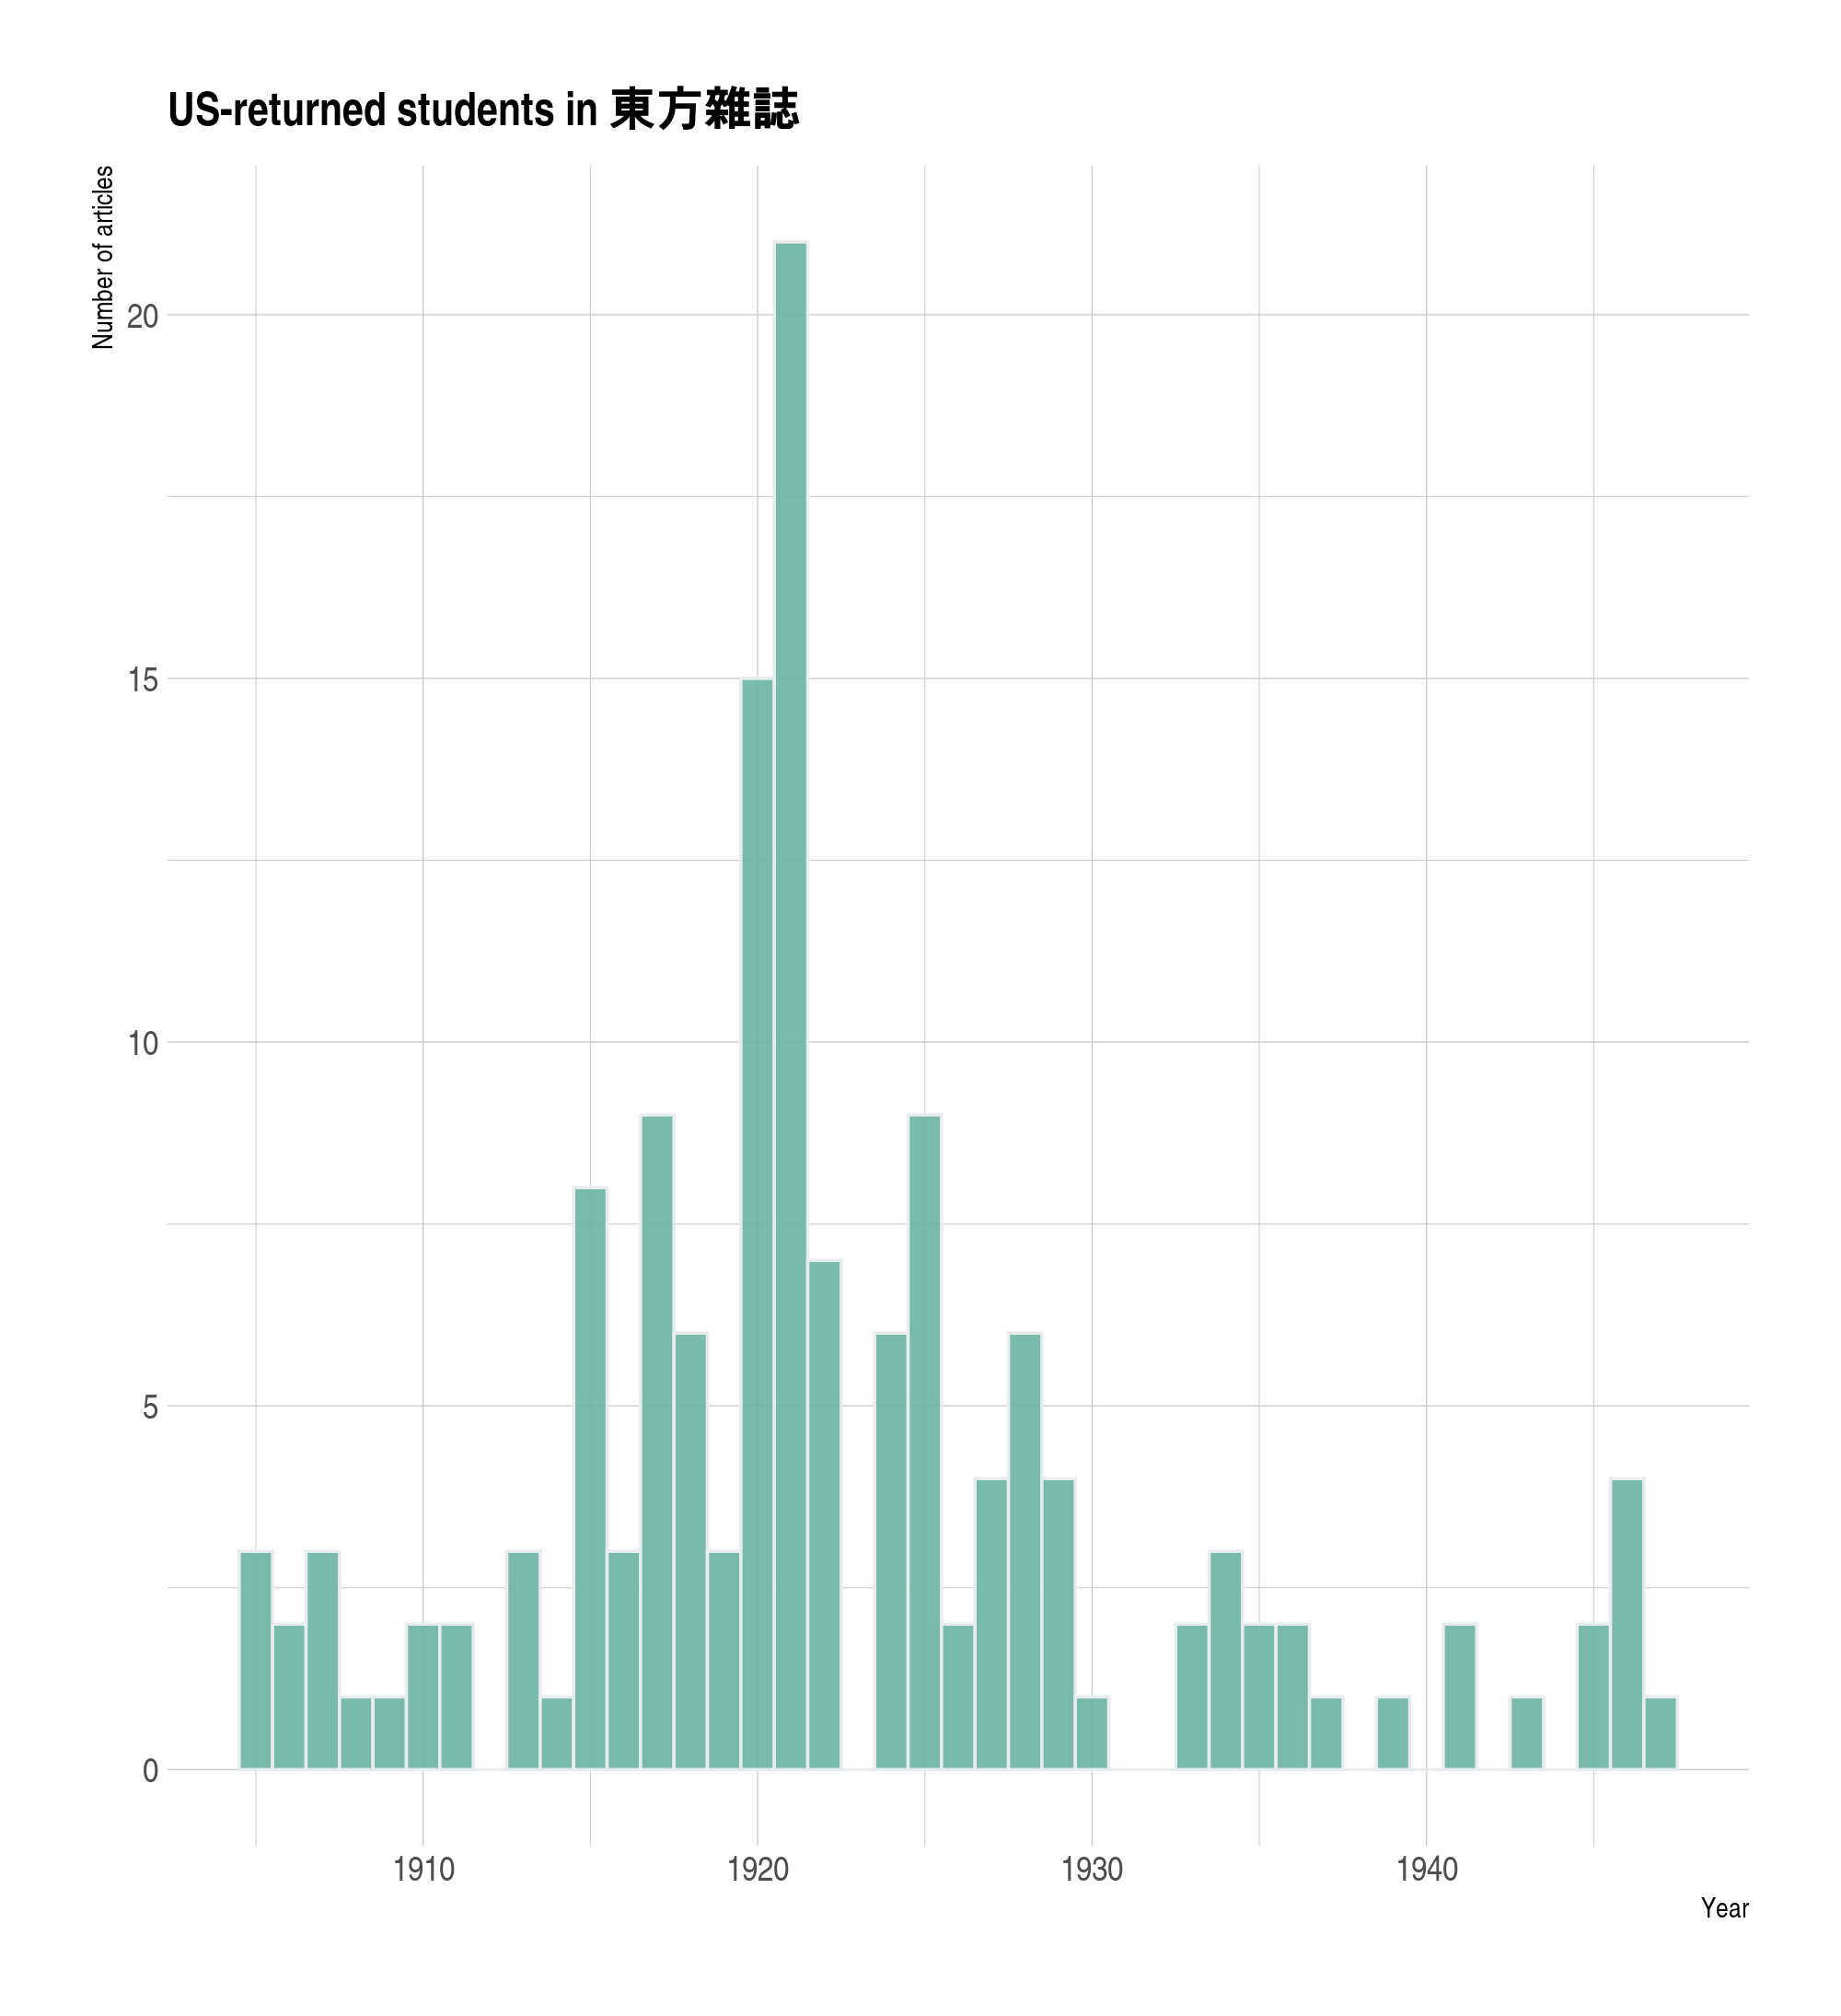 US-returned students in 東方雜誌
Number of articles
20
15
10
5
0
1910 1920 1930 1940
Year